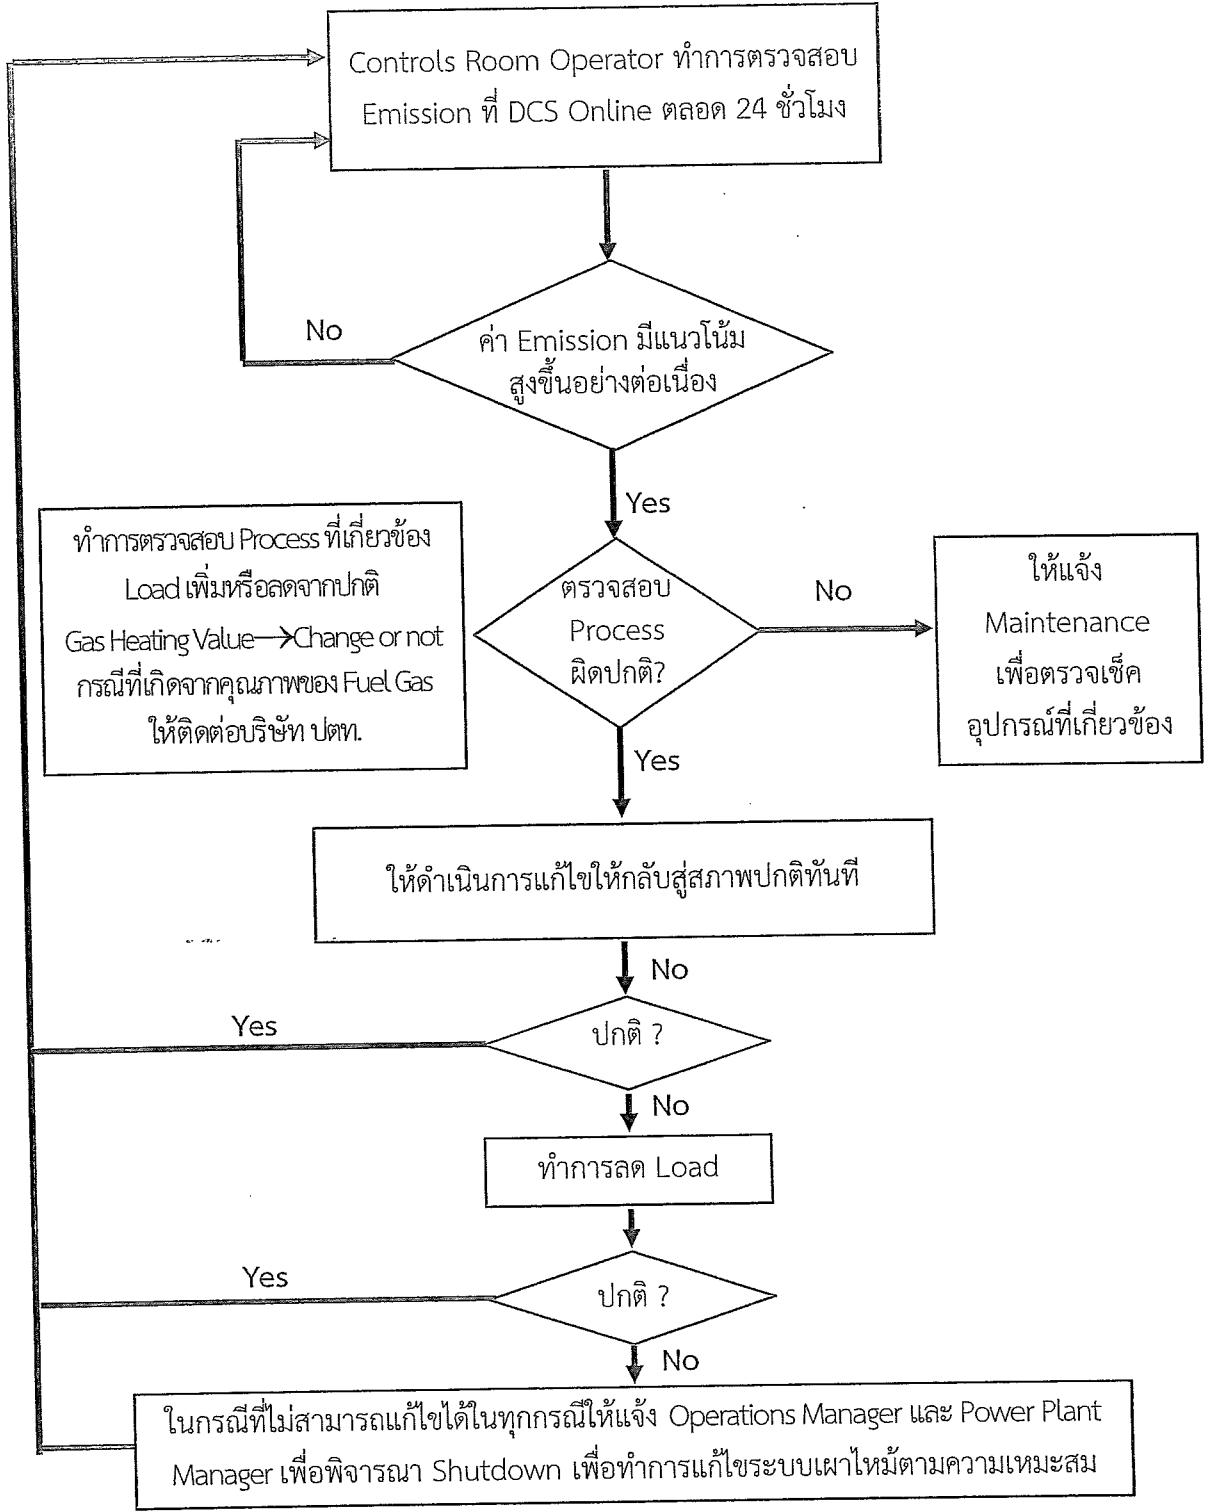 Controls Room Operator ทำการตรวจสอบ
Emission ที่ DCS Online ตลอด 24 ชั่วโมง
No
ค่า Emission มีแนวโน้ม
สูงขึ้นอย่างต่อเนื่อง
Yes
ทำการตรวจสอบ Process ที่เกี่ยวข้อง
Load เพิ่มหรือลดจากปกติ
Gas Heating Value→Change or not
กรณีที่เกิดจากคุณภาพของ Fuel Gas
ให้ติดต่อบริษัท ปตท.
ตรวจสอบ
Process
ผิดปกติ?
No
ให้แจ้ง
Maintenance
เพื่อตรวจเช็ค
อุปกรณ์ที่เกี่ยวข้อง
Yes
ให้ดำเนินการแก้ไขให้กลับสู่สภาพปกติทันที
No
Yes
ปกติ ?
No
ทำการลด Load
Yes
ปกติ ?
No
ในกรณีที่ไม่สามารถแก้ไขได้ในทุกกรณีให้แจ้ง Operations Manager และ Power Plant
Manager เพื่อพิจารณา Shutdown เพื่อทำการแก้ไขระบบเผาไหม้ตามความเหมะสม